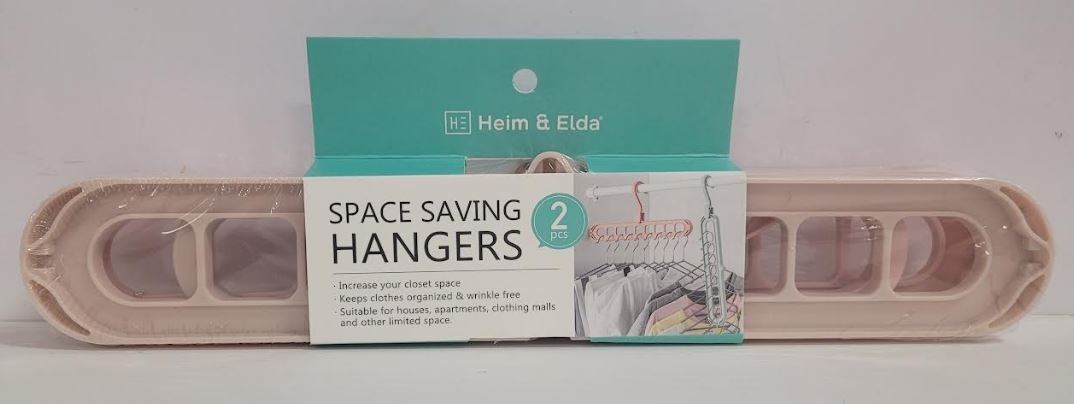 HE Heim & Elda®
SPACE SAVING
HANGERS
2
pcs
· Increase your closet space
· Keeps clothes organized & wrinkle free
· Suitable for houses, apartments, clothing malls
and other limited space.